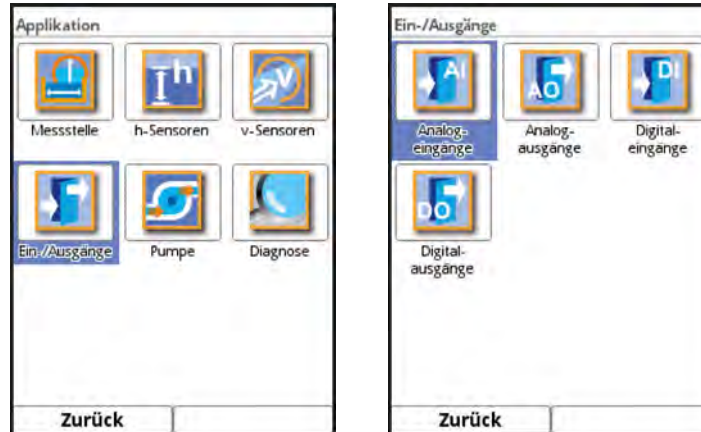 Applikation
h
V
Messstelle
h-Sensoren
v-Sensoren
Ein-/Ausgänge
Pumpe
Diagnose
Zurück
Ein-/Ausgänge
AI
AO
DI
Analog-
eingänge
Analog-
ausgänge
Digital-
eingänge
DO
Digital-
ausgänge
Zurück